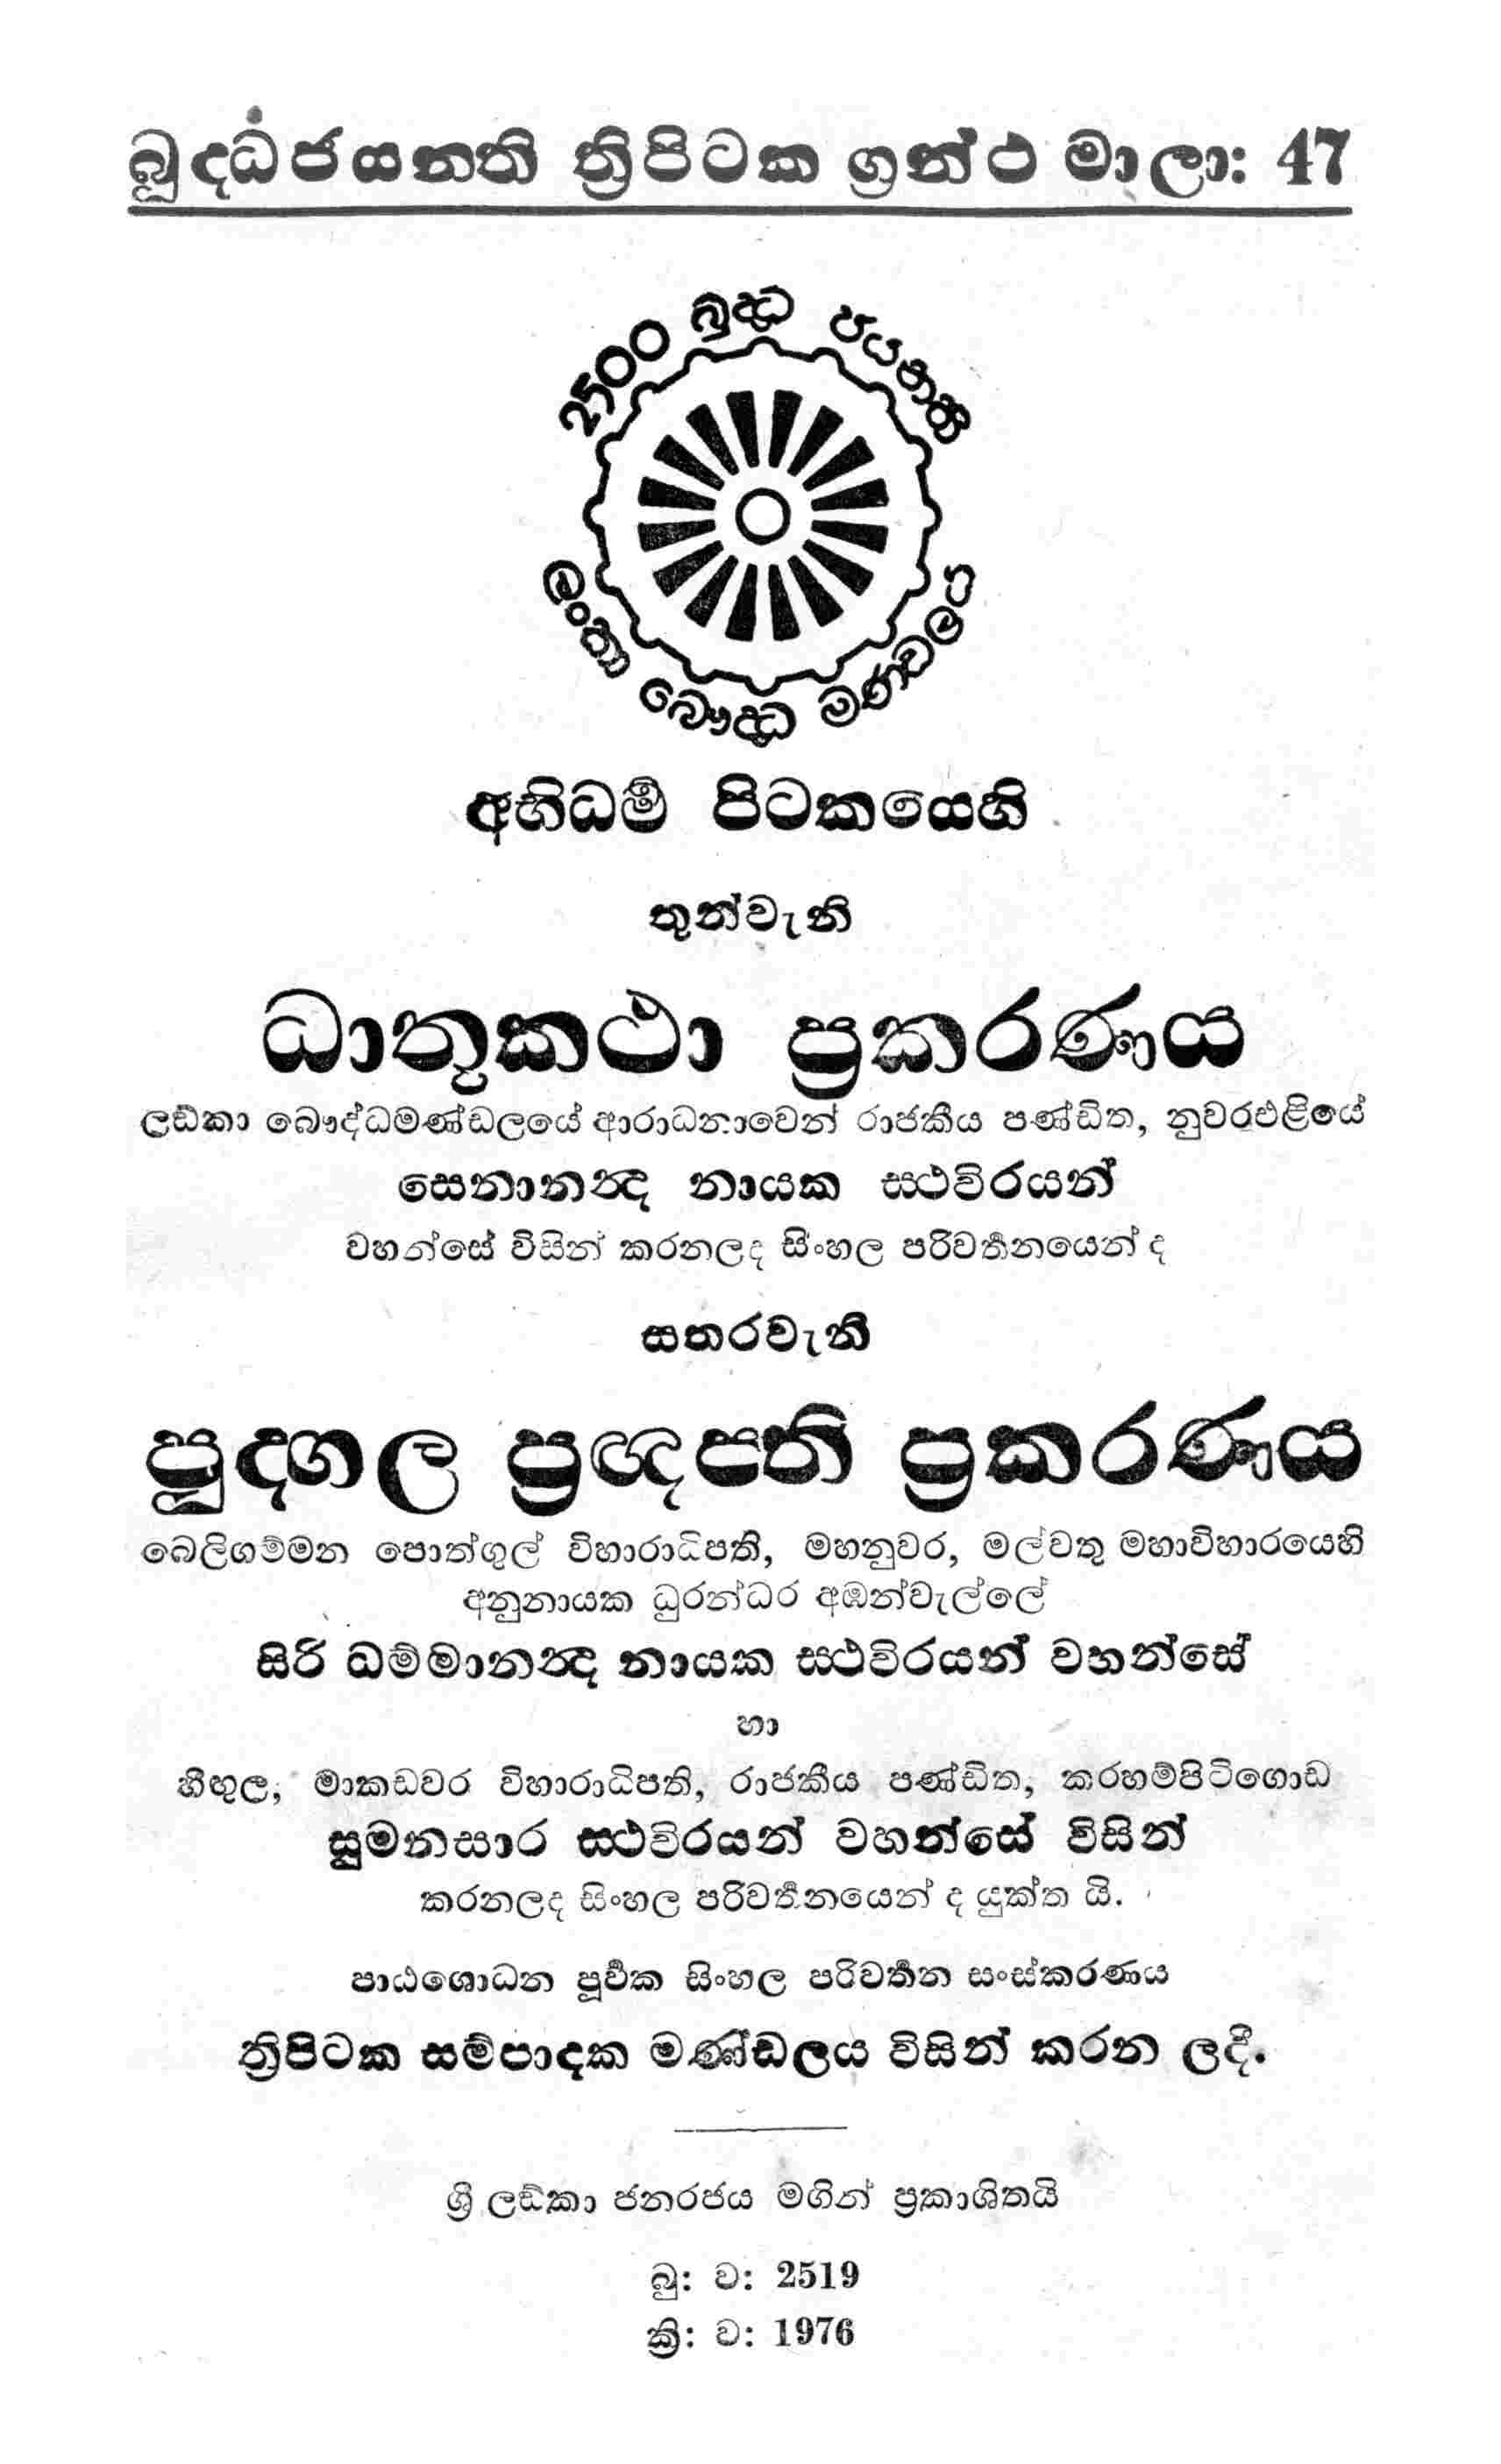 බුද්ධජයන්ති ත්‍රිපිටක ග්‍රන්ථ මාලා: 47
2500 බුද්ධ ජයන්ති
ලංකා බෞද්ධ මණ්ඩලය
අභිධර්ම පිටකයෙහි
තුන්වැනි
ධාතුකථා ප්‍රකරණය
ලඞ්කා බෞද්ධමණ්ඩලයේ ආරාධනාවෙන් රාජකීය පණ්ඩිත, නුවරඑළියේ
සෙනානන්‍ද නායක ස්ථවිරයන්
වහන්සේ විසින් කරනලද සිංහල පරිවර්තනයෙන් ද
සතරවැනි
පුද්ගල ප්‍රඥප්ති ප්‍රකරණය
බෙලිගම්මන පොත්ගුල් විහාරාධිපති, මහනුවර, මල්වතු මහාවිහාරයෙහි
අනුනායක ධුරන්ධර අඹන්වැල්ලේ
සිරි ධම්මානන්‍ද නායක ස්ථවිරයන් වහන්සේ
හා
හීඟුල, මාකඩවර විහාරාධිපති, රාජකීය පණ්ඩිත, කරහම්පිටිගොඩ
සුමනසාර ස්ථවිරයන් වහන්සේ විසින්
කරනලද සිංහල පරිවර්තනයෙන් ද යුක්ත යි.
පාඨශොධන පූර්වක සිංහල පරිවර්තන සංස්කරණය
ත්‍රිපිටක සම්පාදක මණ්ඩලය විසින් කරන ලදී.
ශ්‍රී ලඞ්කා ජනරජය මගින් ප්‍රකාශිතයි
බු: ව: 2519
ක්‍රි: ව: 1976